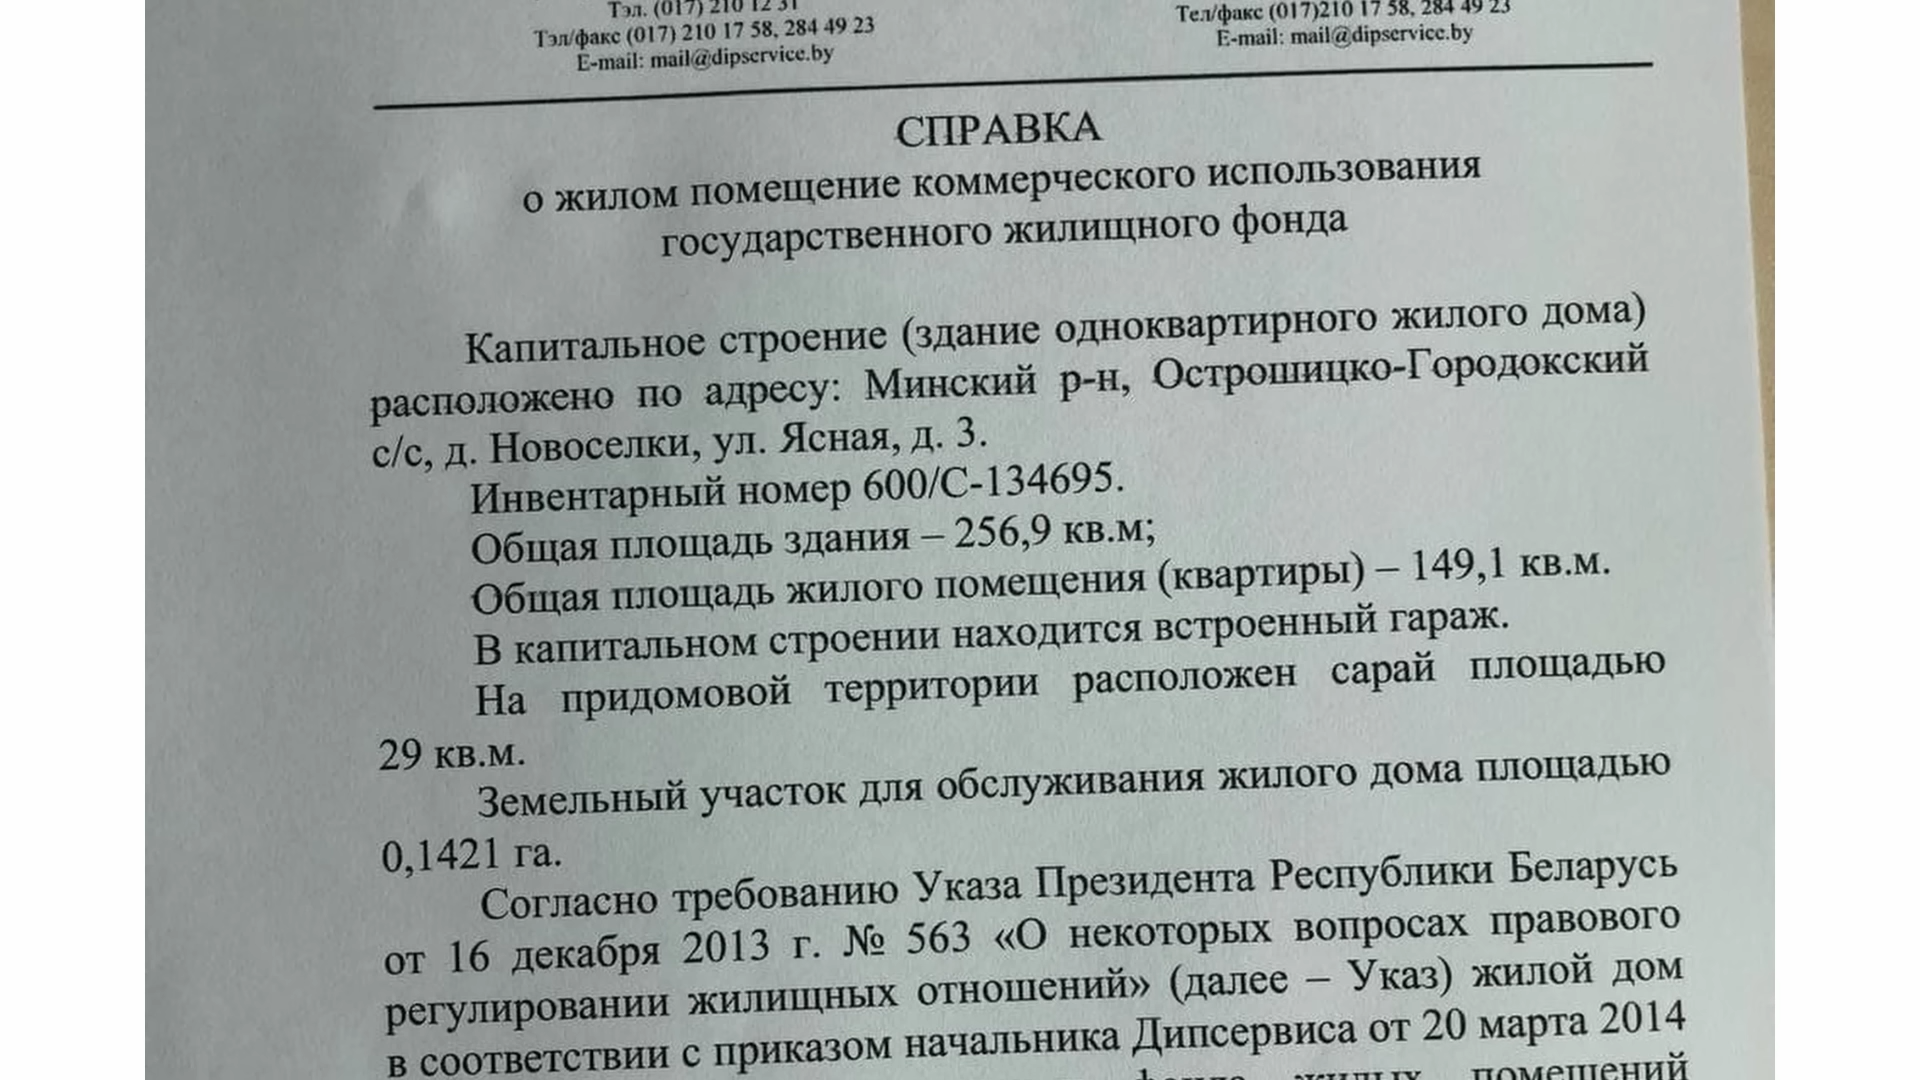 Тэл. (017) 210 12 31
Тэл/факс (017) 210 17 58, 284 49 23
E-mail: mail@dipservice.by
Тел/факс (017)210 17 58, 284 49 23
E-mail: mail@dipservice.by
СПРАВКА
о жилом помещение коммерческого использования
государственного жилищного фонда
Капитальное строение (здание одноквартирного жилого дома)
расположено по адресу: Минский р-н, Острошицко-Городокский
с/с, д. Новоселки, ул. Ясная, д. 3.
Инвентарный номер 600/С-134695.
Общая площадь здания – 256,9 кв.м;
Общая площадь жилого помещения (квартиры) – 149,1 кв.м.
В капитальном строении находится встроенный гараж.
На придомовой территории расположен сарай площадью
29 кв.м.
Земельный участок для обслуживания жилого дома площадью
0,1421 га.
Согласно требованию Указа Президента Республики Беларусь
от 16 декабря 2013 г. № 563 «О некоторых вопросах правового
регулировании жилищных отношений» (далее – Указ) жилой дом
в соответствии с приказом начальника Дипсервиса от 20 марта 2014
фонда жилых помещений